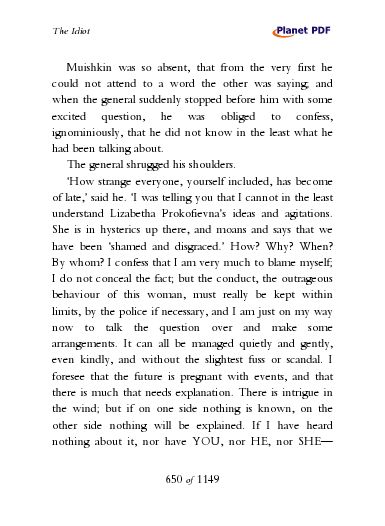 The Idiot
Planet PDF
Muishkin was so absent, that from the very first he
could not attend to a word the other was saying; and
when the general suddenly stopped before him with some
excited question, he was obliged to confess,
ignominiously, that he did not know in the least what he
had been talking about.
The general shrugged his shoulders.
‘How strange everyone, yourself included, has become
of late,’ said he. ‘I was telling you that I cannot in the least
understand Lizabetha Prokofievna’s ideas and agitations.
She is in hysterics up there, and moans and says that we
have been ‘shamed and disgraced.’ How? Why? When?
By whom? I confess that I am very much to blame myself;
I do not conceal the fact; but the conduct, the outrageous
behaviour of this woman, must really be kept within
limits, by the police if necessary, and I am just on my way
now to talk the question over and make some
arrangements. It can all be managed quietly and gently,
even kindly, and without the slightest fuss or scandal. I
foresee that the future is pregnant with events, and that
there is much that needs explanation. There is intrigue in
the wind; but if on one side nothing is known, on the
other side nothing will be explained. If I have heard
nothing about it, nor have YOU, nor HE, nor SHE—
650 of 1149